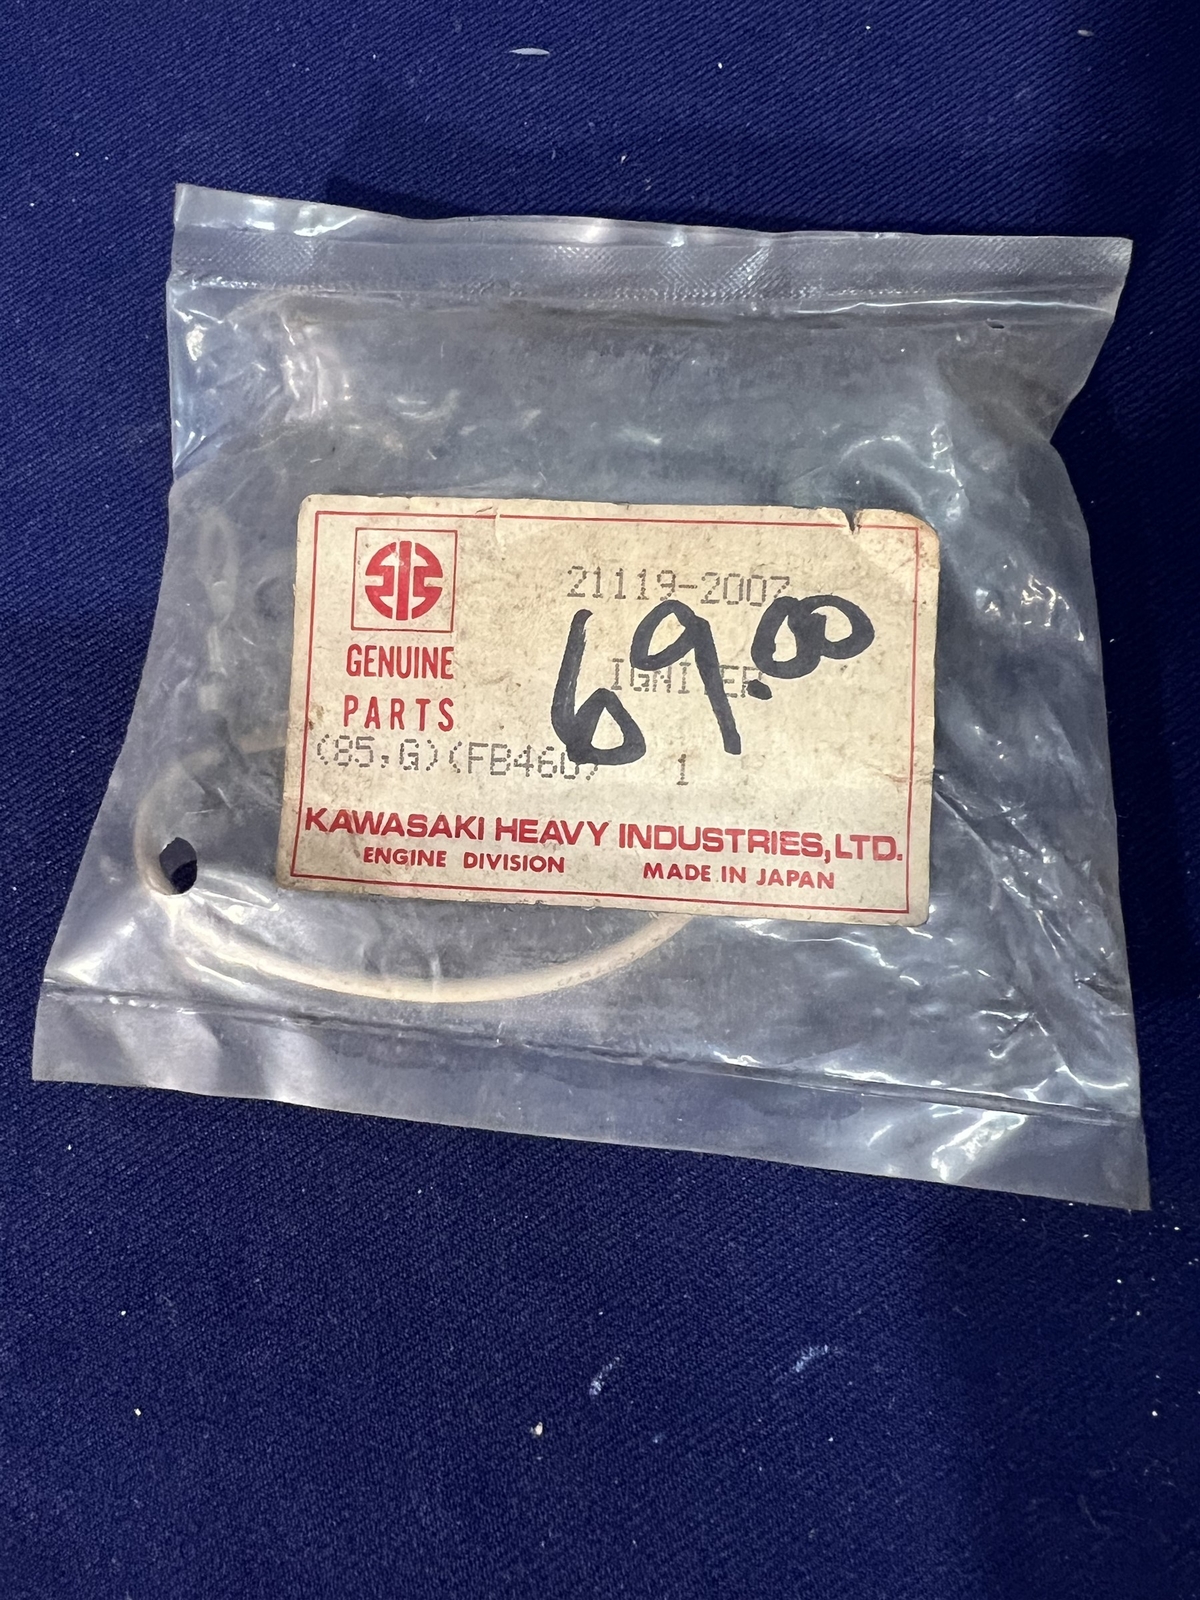 21119-2007
69.00
IGNITER
GENUINE
PARTS
(85,G)(FB460)
1
KAWASAKI HEAVY INDUSTRIES,LTD.
ENGINE DIVISION MADE IN JAPAN